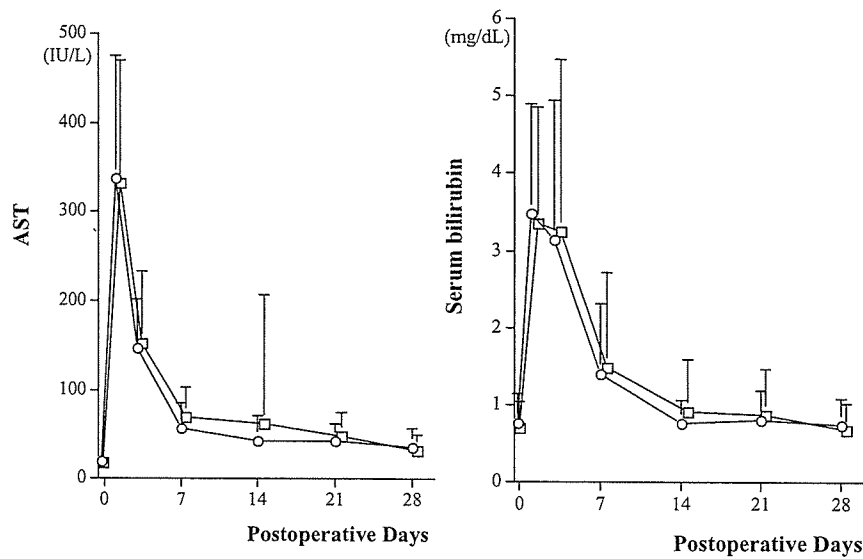 500
(IU/L)
400
300
200
100
0
AST
0 7 14 21 28
Postoperative Days
6
(mg/dL)
5
4
3
2
1
0
Serum bilirubin
0 7 14 21 28
Postoperative Days